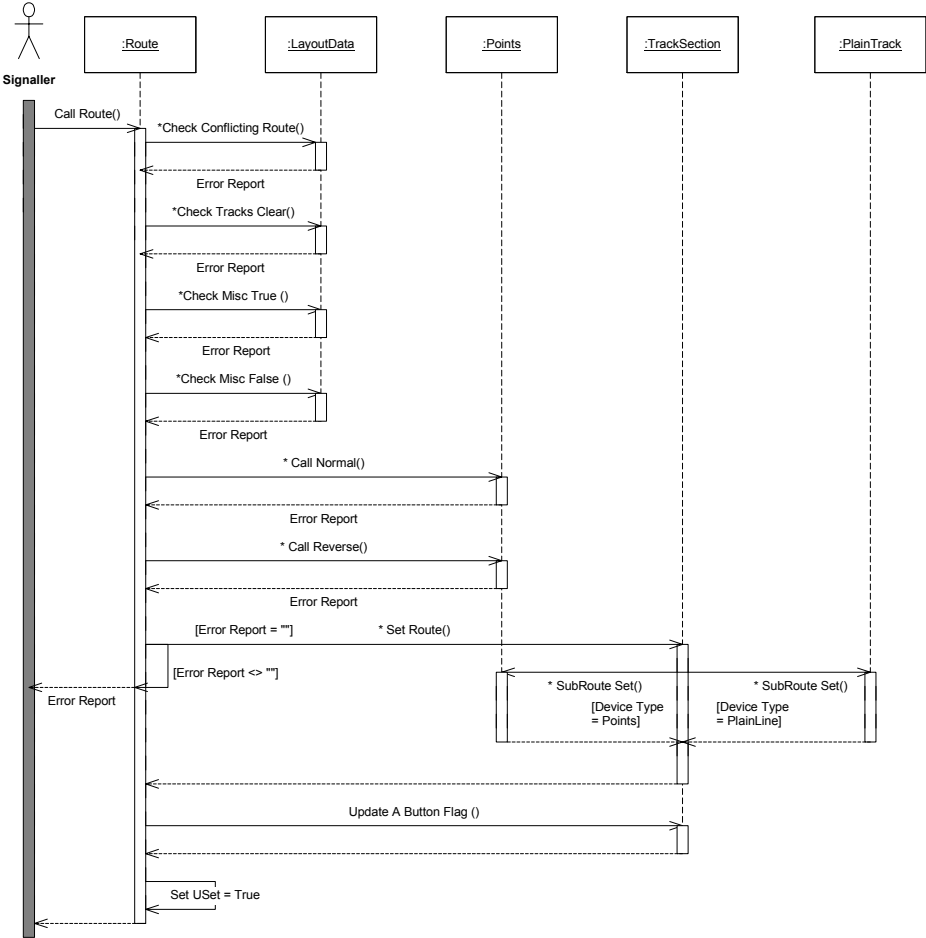 :Route
:LayoutData
:Points
:TrackSection
:PlainTrack
Signaller
Call Route()
*Check Conflicting Route()
Error Report
*Check Tracks Clear()
Error Report
*Check Misc True ()
Error Report
*Check Misc False ()
Error Report
* Call Normal()
Error Report
* Call Reverse()
Error Report
[Error Report = ""]
* Set Route()
[Error Report <> ""]
Error Report
* SubRoute Set()
* SubRoute Set()
[Device Type
= Points]
[Device Type
= PlainLine]
Update A Button Flag ()
Set USet = True